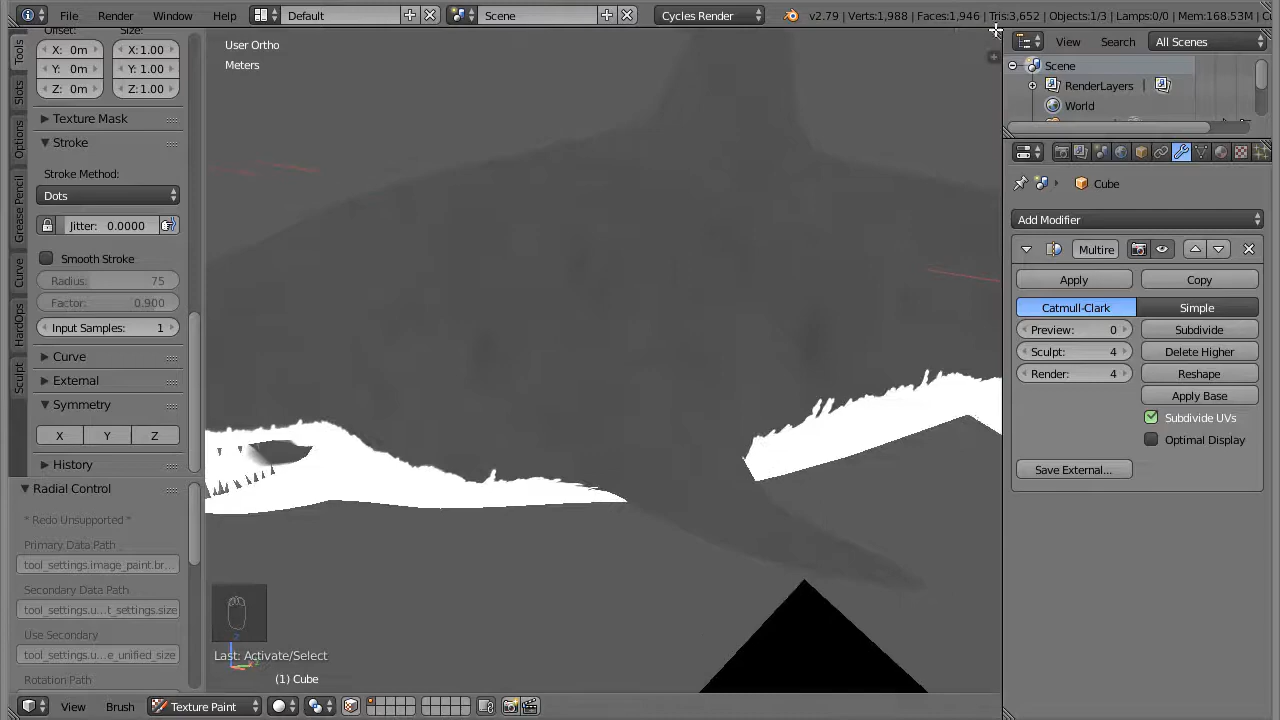 File Render Window Help Default Scene Cycles Render v2.79 | Verts:1,988 | Faces:1,946 | Tris:3,652 | Objects:1/3 | Lamps:0/0 | Mem:168.53M |
Offset: Size:
X: 0m X: 1.00
Y: 0m Y: 1.00
Z: 0m Z: 1.00
Texture Mask
Stroke
Stroke Method:
Dots
Jitter: 0.0000
Smooth Stroke
Radius: 75
Factor: 0.900
Input Samples: 1
Curve
External
Symmetry
X Y Z
History
Radial Control
* Redo Unsupported *
Primary Data Path
tool_settings.image_paint.br...
Secondary Data Path
tool_settings.u...t_settings.size
Use Secondary
tool_settings.u...e_unified_size
Rotation Path
Tools
Slots
Options
Grease Pencil
Curve
HardOps
Sculpt
User Ortho
Meters
Last: Activate/Select
(1) Cube
View Brush Texture Paint
View Search All Scenes
Scene
RenderLayers |
World
Cube
Add Modifier
Multire
Apply Copy
Catmull-Clark Simple
Preview: 0 Subdivide
Sculpt: 4 Delete Higher
Render: 4 Reshape
Apply Base
Subdivide UVs
Optimal Display
Save External...